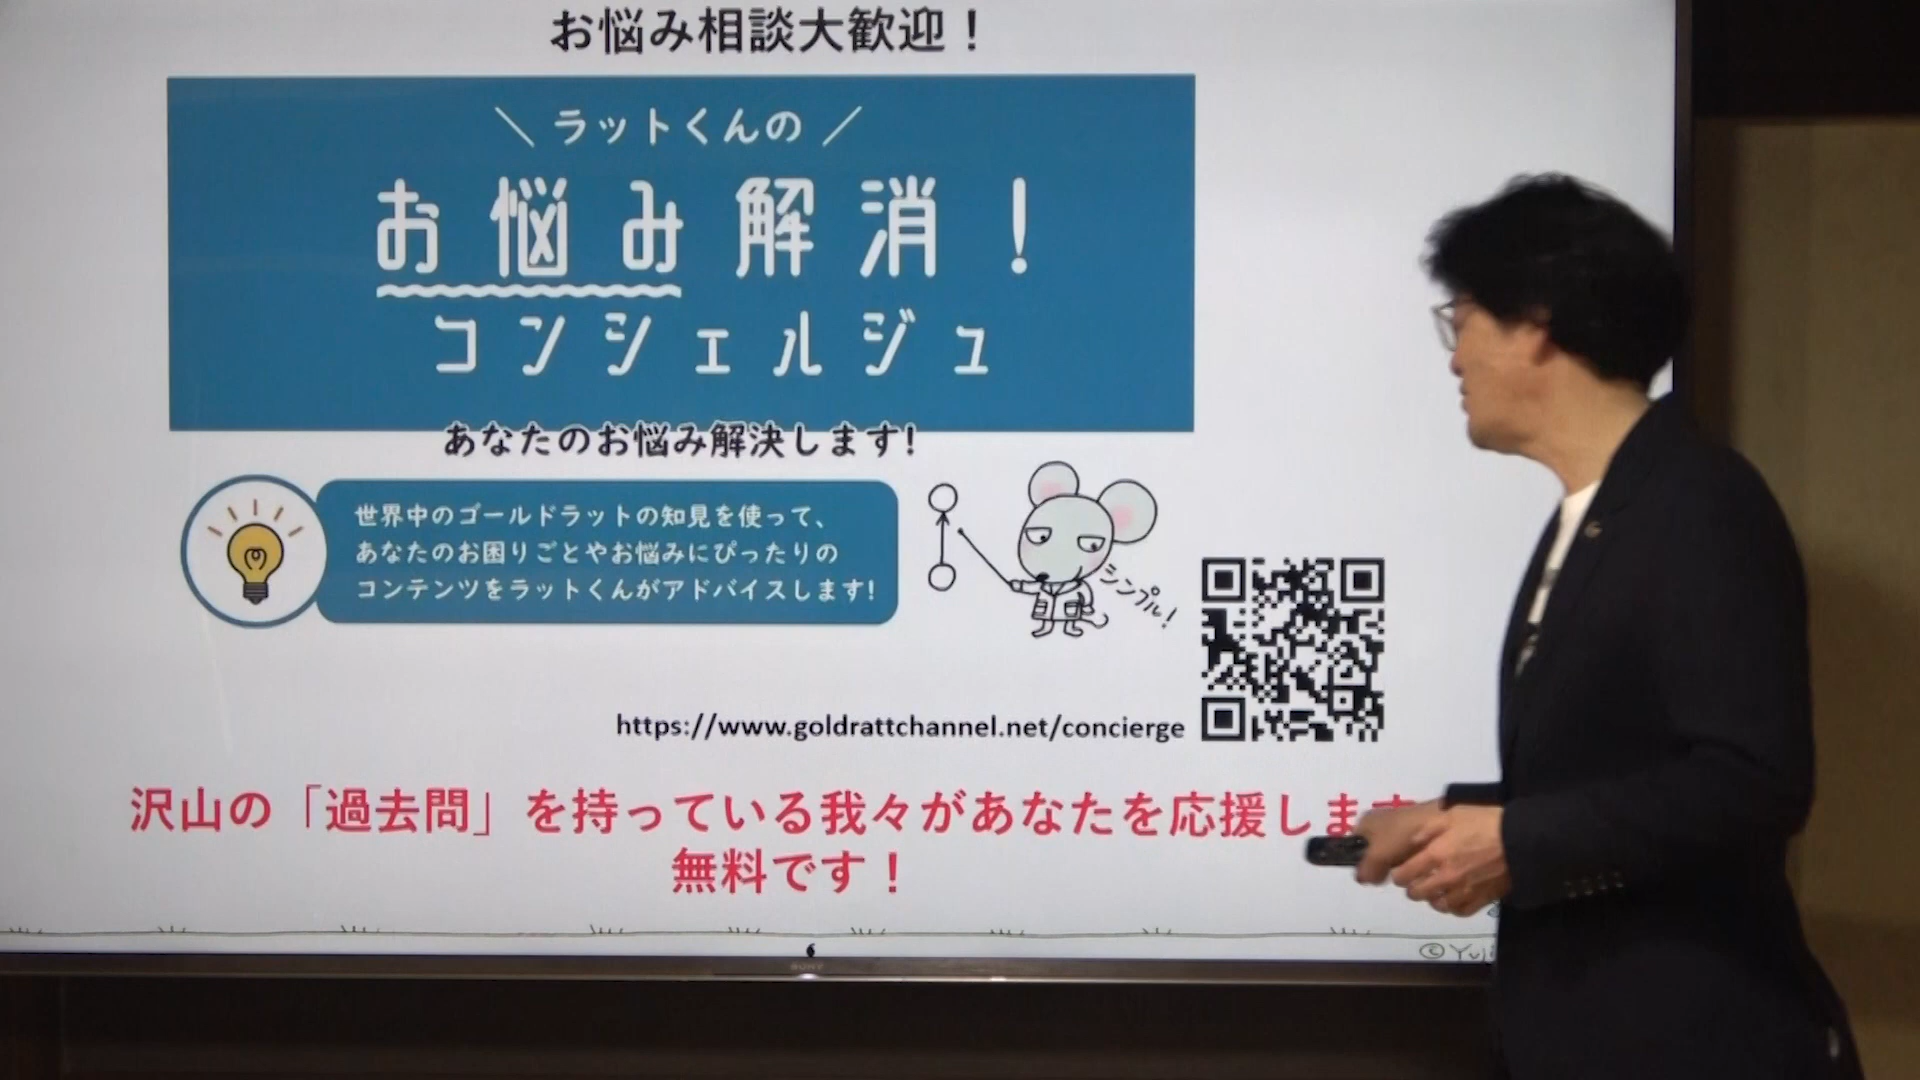 お悩み相談大歓迎！
＼ ラットくんの ／
お悩み解消！
コンシェルジュ
あなたのお悩み解決します!
世界中のゴールドラットの知見を使って、
あなたのお困りごとやお悩みにぴったりの
コンテンツをラットくんがアドバイスします!
シンプル!
https://www.goldrattchannel.net/concierge
沢山の「過去問」を持っている我々があなたを応援します
無料です！
6
SONY
© Yuji